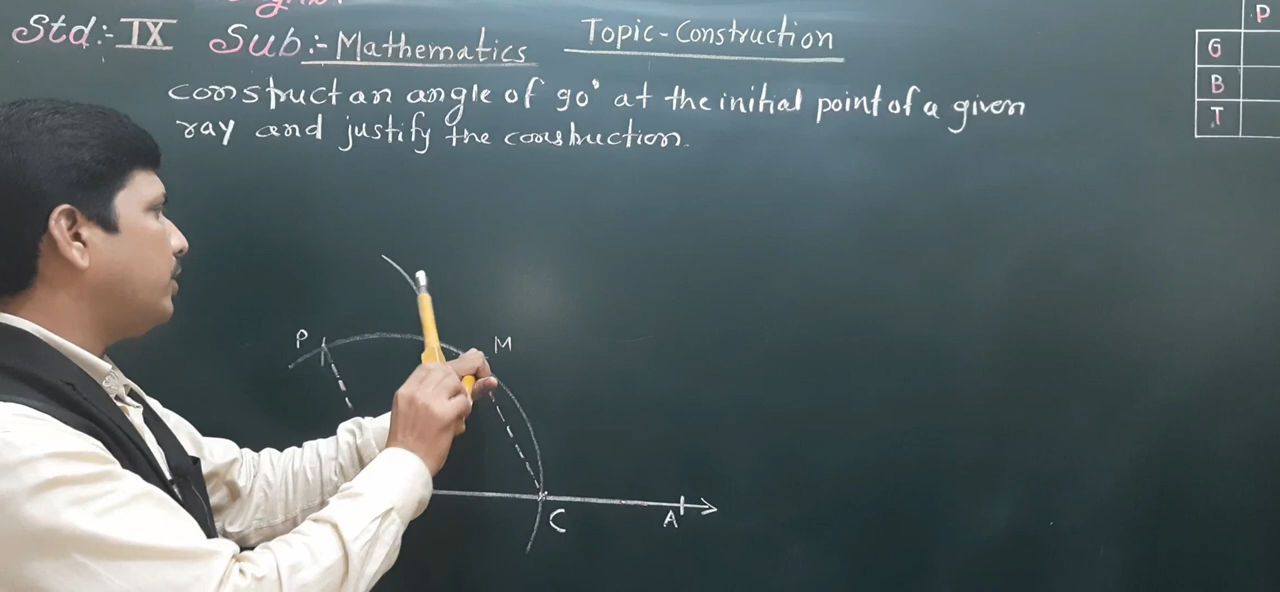 Std:- IX Sub:- Mathematics Topic - Construction
construct an angle of 90° at the initial point of a given
ray and justify the construction.
P
G
B
T
P
M
C
A